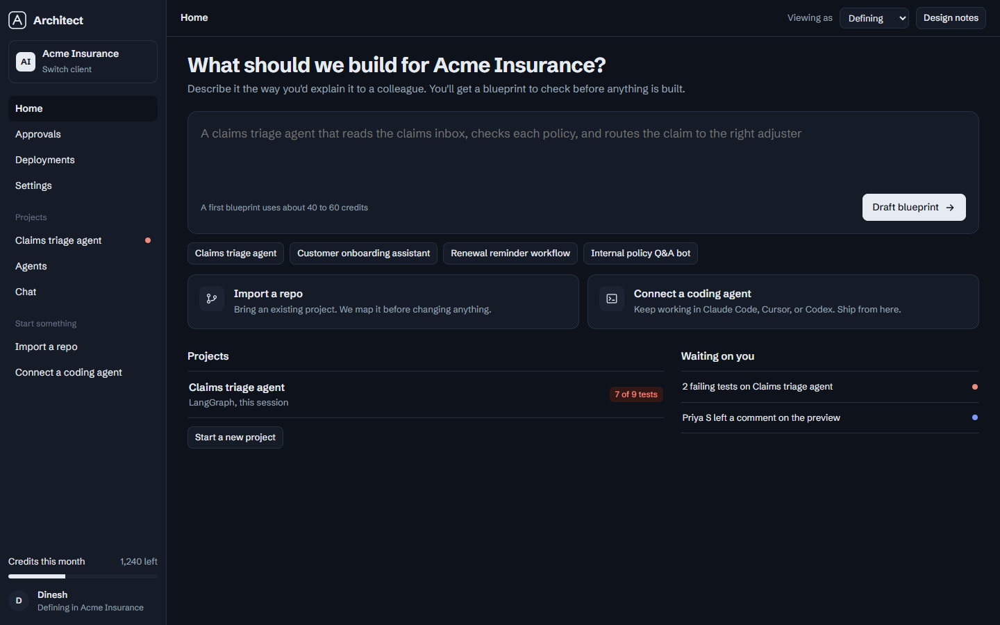 Architect
AI
Acme Insurance
Switch client
Home
Approvals
Deployments
Settings
Projects
Claims triage agent
Agents
Chat
Start something
Import a repo
Connect a coding agent
Credits this month
1,240 left
D
Dinesh
Defining in Acme Insurance
Home
Viewing as
Defining
Design notes
What should we build for Acme Insurance?
Describe it the way you'd explain it to a colleague. You'll get a blueprint to check before anything is built.
A claims triage agent that reads the claims inbox, checks each policy, and routes the claim to the right adjuster
A first blueprint uses about 40 to 60 credits
Draft blueprint →
Claims triage agent
Customer onboarding assistant
Renewal reminder workflow
Internal policy Q&A bot
Import a repo
Bring an existing project. We map it before changing anything.
Connect a coding agent
Keep working in Claude Code, Cursor, or Codex. Ship from here.
Projects
Claims triage agent
LangGraph, this session
7 of 9 tests
Start a new project
Waiting on you
2 failing tests on Claims triage agent
Priya S left a comment on the preview